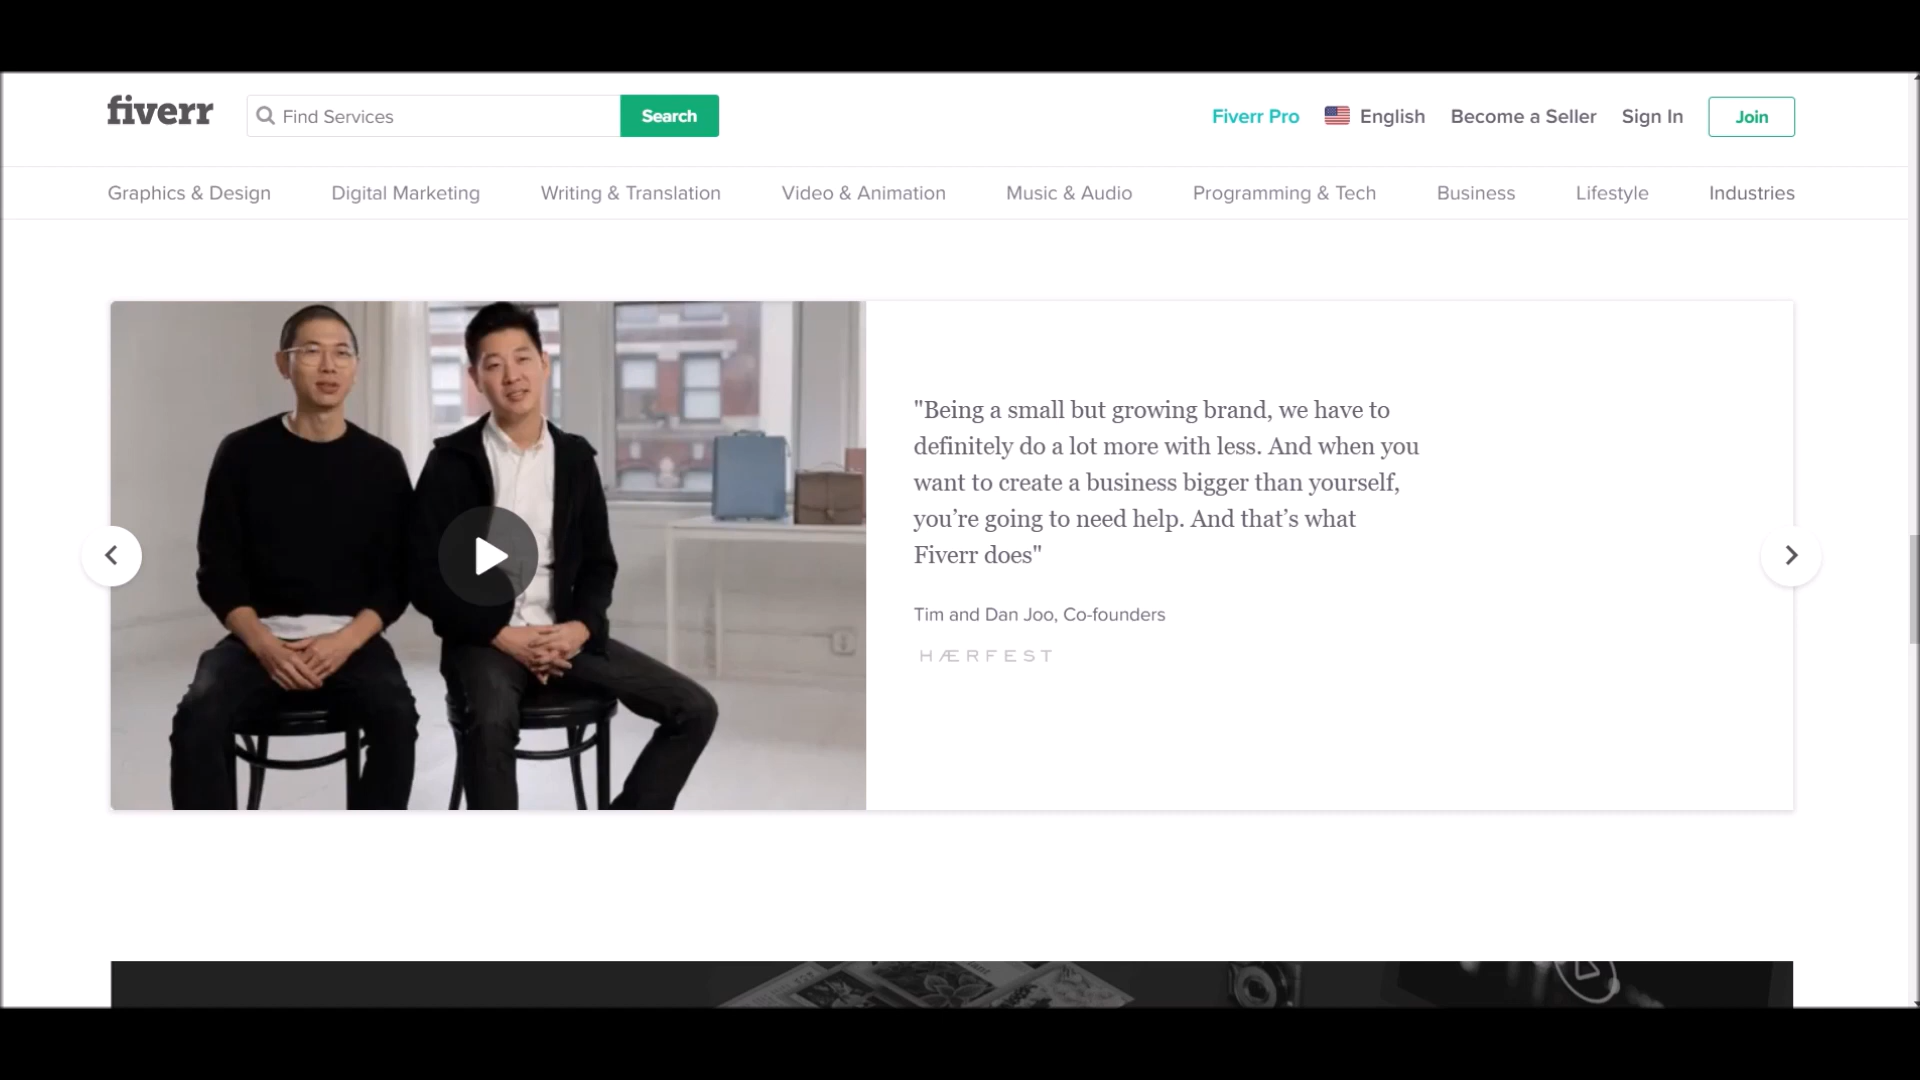 fiverr
Find Services
Search
Fiverr Pro
English
Become a Seller
Sign In
Join
Graphics & Design
Digital Marketing
Writing & Translation
Video & Animation
Music & Audio
Programming & Tech
Business
Lifestyle
Industries
"Being a small but growing brand, we have to
definitely do a lot more with less. And when you
want to create a business bigger than yourself,
you’re going to need help. And that’s what
Fiverr does"
Tim and Dan Joo, Co-founders
HÆRFEST